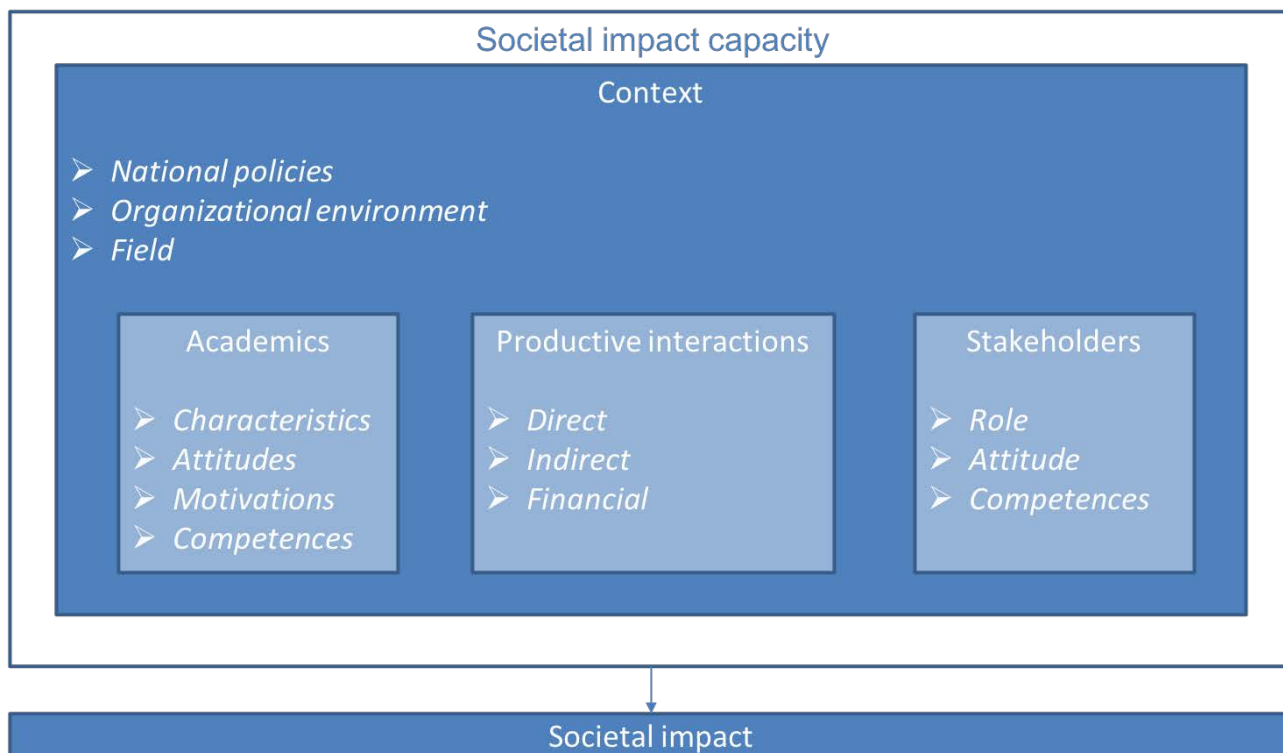 Societal impact capacity
Context
➢ National policies
➢ Organizational environment
➢ Field
Academics
➢ Characteristics
➢ Attitudes
➢ Motivations
➢ Competences
Productive interactions
➢ Direct
➢ Indirect
➢ Financial
Stakeholders
➢ Role
➢ Attitude
➢ Competences
Societal impact